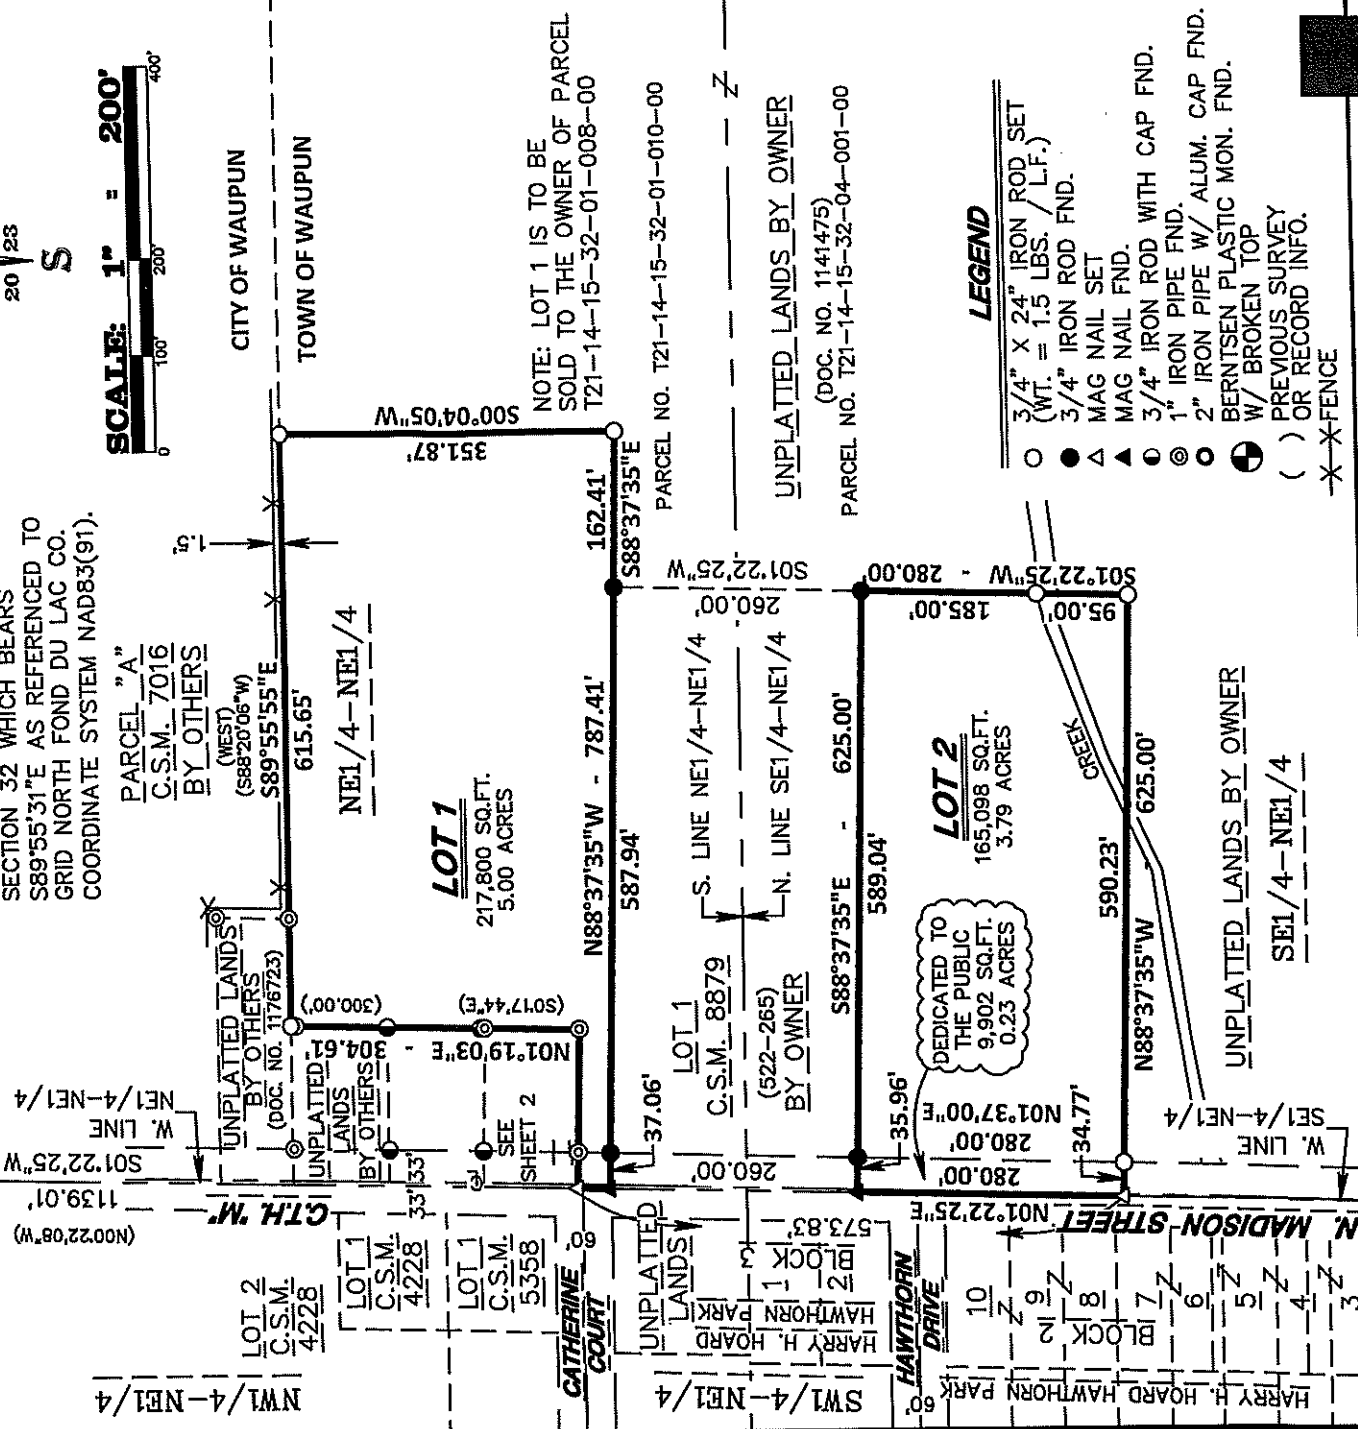 20 23
S
SCALE: 1" = 200'
0
100'
200'
400'
SECTION 32 WHICH BEARS
S89°55'31"E AS REFERENCED TO
GRID NORTH FOND DU LAC CO.
COORDINATE SYSTEM NAD83(91).
CITY OF WAUPUN
TOWN OF WAUPUN
PARCEL "A"
C.S.M. 7016
BY OTHERS
(WEST)
(S88°20'06"W)
S89°55'55"E
615.65'
1.5'
NE1/4-NE1/4
S00°04'05"W
351.87'
NOTE: LOT 1 IS TO BE
SOLD TO THE OWNER OF PARCEL
T21-14-15-32-01-008-00
PARCEL NO. T21-14-15-32-01-010-00
LOT 1
217,800 SQ.FT.
5.00 ACRES
162.41'
S88°37'35"E
N88°37'35"W - 787.41'
587.94'
37.06'
UNPLATTED LANDS
BY OTHERS
(DOC. NO. 1176723)
UNPLATTED
LANDS
BY OTHERS
(300.00')
(S0°17'44"E)
N01°19'03"E - 304.61'
SEE
SHEET 2
W. LINE
NE1/4-NE1/4
S01°22'25"W
1139.01'
(N00°22'08"W)
C.T.H. "M"
33' 33'
LOT 2
C.S.M.
4228
LOT 1
C.S.M.
4228
LOT 1
C.S.M.
5358
NW1/4-NE1/4
CATHERINE
COURT
60'
UNPLATTED
LANDS
S. LINE NE1/4-NE1/4
N. LINE SE1/4-NE1/4
S01°22'25"W
260.00'
LOT 1
C.S.M. 8879
(522-265)
BY OWNER
260.00'
UNPLATTED LANDS BY OWNER
(DOC. NO. 1141475)
PARCEL NO. T21-14-15-32-04-001-00
S88°37'35"E - 625.00'
589.04'
35.96'
LOT 2
165,098 SQ.FT.
3.79 ACRES
DEDICATED TO
THE PUBLIC
9,902 SQ.FT.
0.23 ACRES
S01°22'25"W - 280.00'
185.00'
95.00'
CREEK
N88°37'35"W - 625.00'
590.23'
34.77'
N01°37'00"E
280.00'
280.00'
N01°22'25"E
573.83'
BLOCK 3
1
2
HARRY H. HOARD
HAWTHORN PARK
SW1/4-NE1/4
HAWTHORN
DRIVE
60'
N. MADISON STREET
10
9
8
7
6
5
4
3
BLOCK 2
HARRY H. HOARD HAWTHORN PARK
W. LINE
SE1/4-NE1/4
UNPLATTED LANDS BY OWNER
SE1/4-NE1/4
LEGEND
3/4" X 24" IRON ROD SET
(WT. = 1.5 LBS. / L.F.)
3/4" IRON ROD FND.
MAG NAIL SET
MAG NAIL FND.
3/4" IRON ROD WITH CAP FND.
1" IRON PIPE FND.
2" IRON PIPE W/ ALUM. CAP FND.
BERNTSEN PLASTIC MON. FND.
W/ BROKEN TOP
( ) PREVIOUS SURVEY
OR RECORD INFO.
FENCE